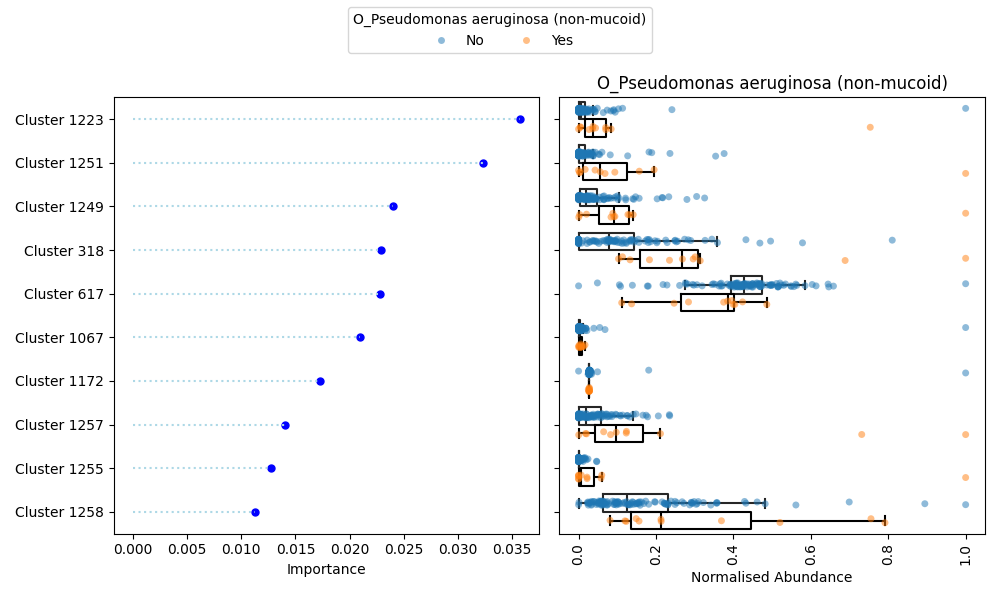 O_Pseudomonas aeruginosa (non-mucoid)
No Yes
O_Pseudomonas aeruginosa (non-mucoid)
Cluster 1223
Cluster 1251
Cluster 1249
Cluster 318
Cluster 617
Cluster 1067
Cluster 1172
Cluster 1257
Cluster 1255
Cluster 1258
0.000 0.005 0.010 0.015 0.020 0.025 0.030 0.035
Importance
0.0 0.2 0.4 0.6 0.8 1.0
Normalised Abundance